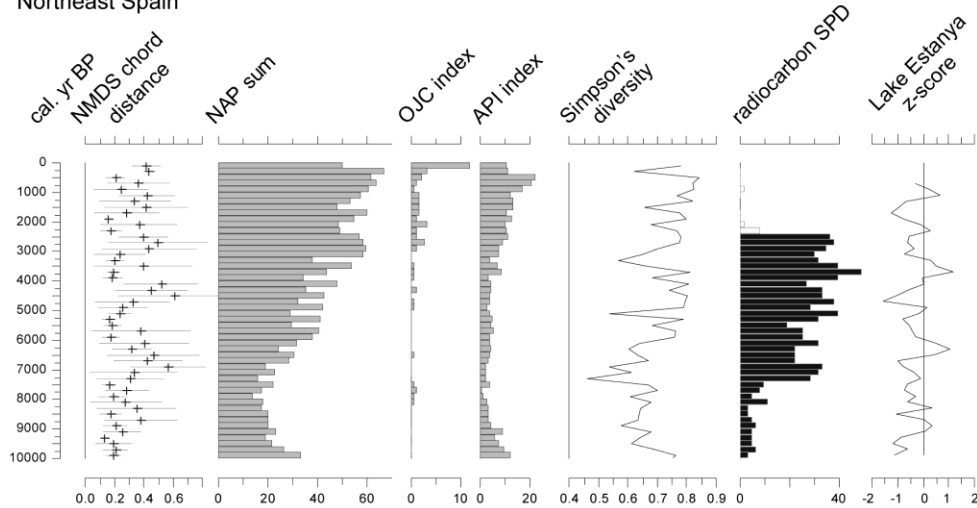 Northeast Spain
cal. yr BP
NMDS chord
distance
NAP sum
OJC index
API index
Simpson's
diversity
radiocarbon SPD
Lake Estanya
z-score
0
1000
2000
3000
4000
5000
6000
7000
8000
9000
10000
0.0 0.2 0.4 0.6
0 20 40 60
0 10
0 20
0.4 0.5 0.6 0.7 0.8 0.9
0 20 40
-2 -1 0 1 2